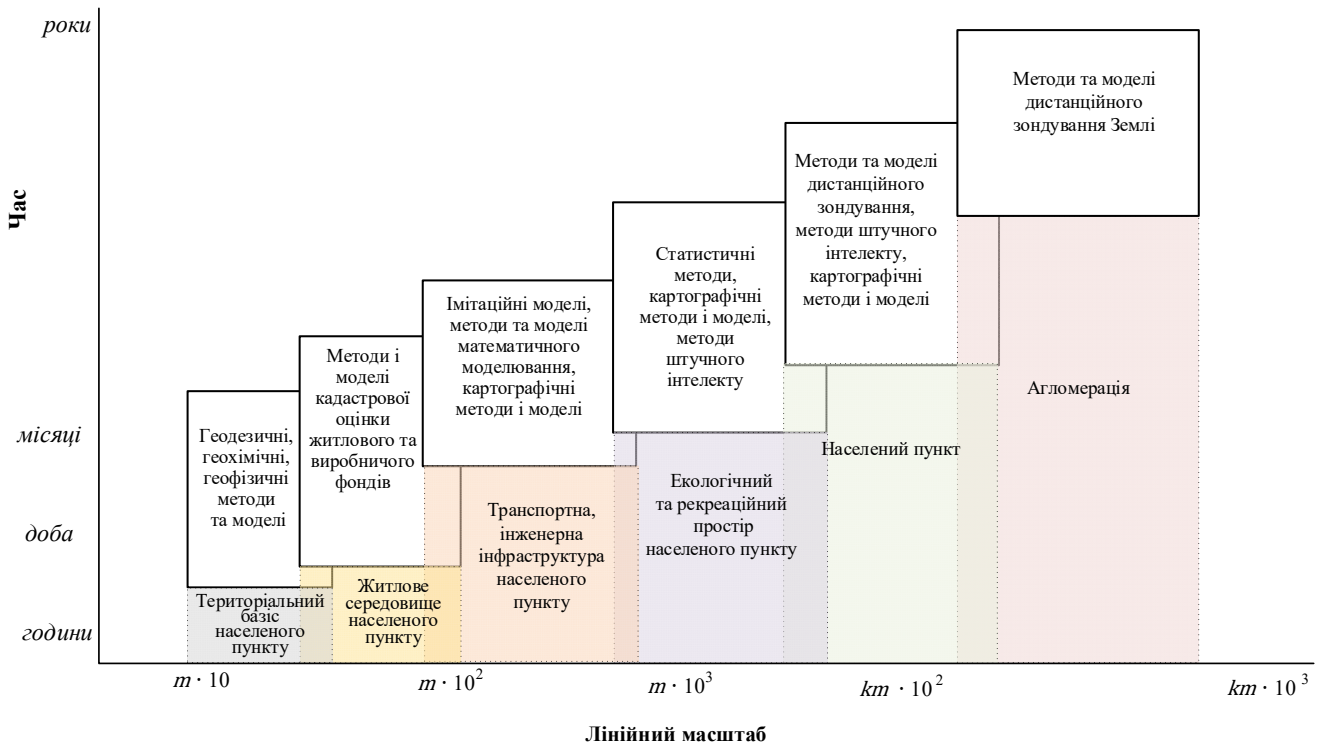 роки
місяці
доба
години
Час
Геодезичні,
геохімічні,
геофізичні
методи
та моделі
Методи і
моделі
кадастрової
оцінки
житлового та
виробничого
фондів
Імітаційні моделі,
методи та моделі
математичного
моделювання,
картографічні
методи і моделі
Статистичні
методи,
картографічні
методи і моделі,
методи
штучного
інтелекту
Методи та моделі
дистанційного
зондування,
методи штучного
інтелекту,
картографічні
методи і моделі
Методи та моделі
дистанційного
зондування Землі
Територіальний
базіс
населеного
пункту
Житлове
середовище
населеного
пункту
Транспортна,
інженерна
інфраструктура
населеного
пункту
Екологічний
та рекреаційний
простір
населеного пункту
Населений пункт
Агломерація
m · 10
m · 10²
m · 10³
km · 10²
km · 10³
Лінійний масштаб